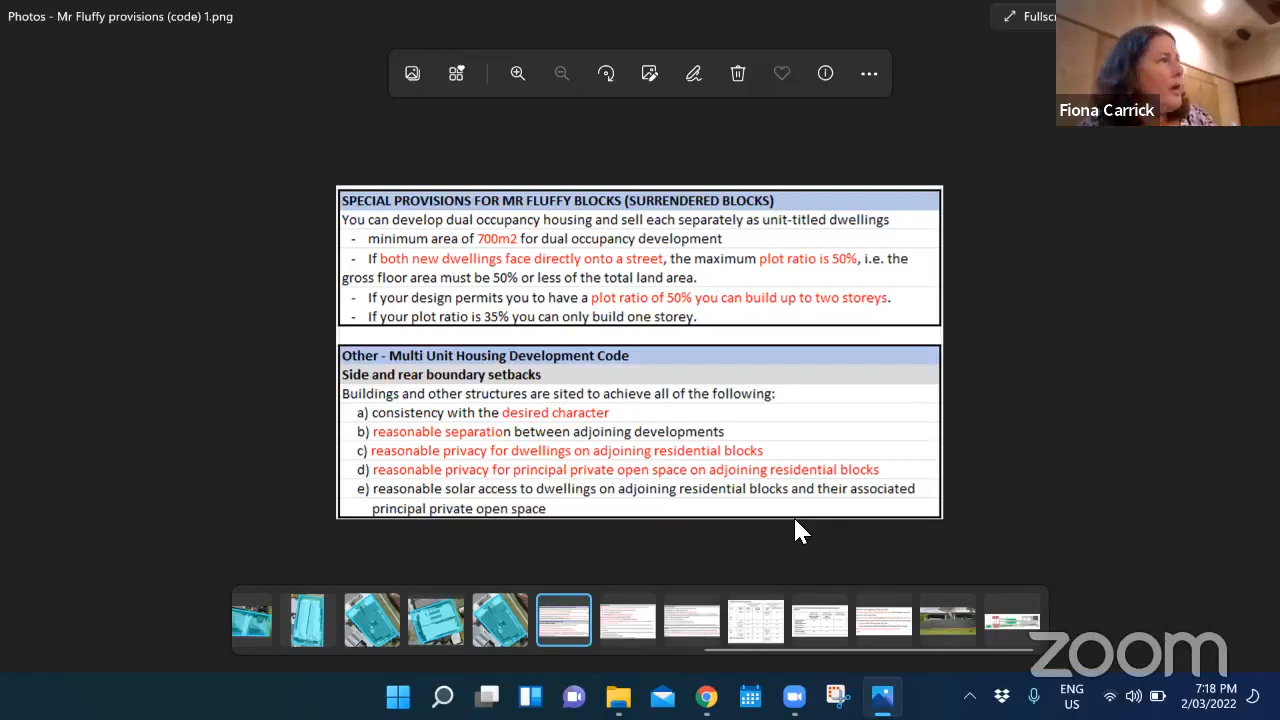 Photos - Mr Fluffy provisions (code) 1.png
Fullsc
Fiona Carrick
SPECIAL PROVISIONS FOR MR FLUFFY BLOCKS (SURRENDERED BLOCKS)
You can develop dual occupancy housing and sell each separately as unit-titled dwellings
- minimum area of 700m2 for dual occupancy development
- If both new dwellings face directly onto a street, the maximum plot ratio is 50%, i.e. the
gross floor area must be 50% or less of the total land area.
- If your design permits you to have a plot ratio of 50% you can build up to two storeys.
- If your plot ratio is 35% you can only build one storey.
Other - Multi Unit Housing Development Code
Side and rear boundary setbacks
Buildings and other structures are sited to achieve all of the following:
a) consistency with the desired character
b) reasonable separation between adjoining developments
c) reasonable privacy for dwellings on adjoining residential blocks
d) reasonable privacy for principal private open space on adjoining residential blocks
e) reasonable solar access to dwellings on adjoining residential blocks and their associated
principal private open space
zoom
ENG
US
7:18 PM
2/03/2022